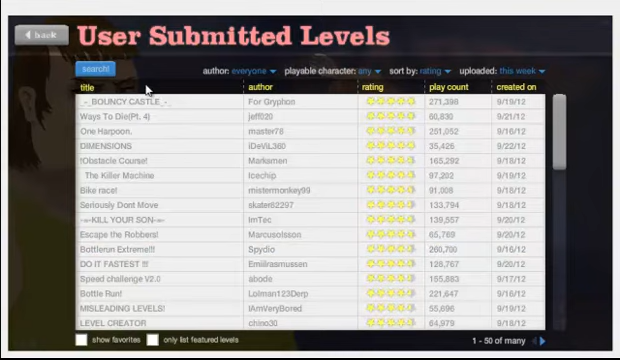 back User Submitted Levels
search! author: everyone playable character: any sort by: rating uploaded: this week
title author rating play count created on
_-_BOUNCY CASTLE_-_ For Gryphon 271,398 9/19/12
Ways To Die(Pt. 4) jeff020 60,830 9/21/12
One Harpoon. master78 251,052 9/16/12
DIMENSIONS iDeViL360 35,426 9/22/12
!Obstacle Course! Marksmen 165,292 9/18/12
The Killer Machine Icechip 97,202 9/19/12
Bike race! mistermonkey99 91,008 9/18/12
Seriously Dont Move skater82297 133,794 9/18/12
-=-KILL YOUR SON-=- ImTec 139,557 9/20/12
Escape the Robbers! Marcusolsson 65,769 9/20/12
Bottlerun Extreme!!! Spydio 260,700 9/16/12
DO IT FASTEST !!! Emilrasmussen 128,767 9/20/12
Speed challenge V2.0 abode 155,883 9/17/12
Bottle Run! Lolman123Derp 221,647 9/16/12
MISLEADING LEVELS! IAmVeryBored 55,696 9/19/12
LEVEL CREATOR chino30 64,979 9/18/12
show favorites only list featured levels 1 - 50 of many